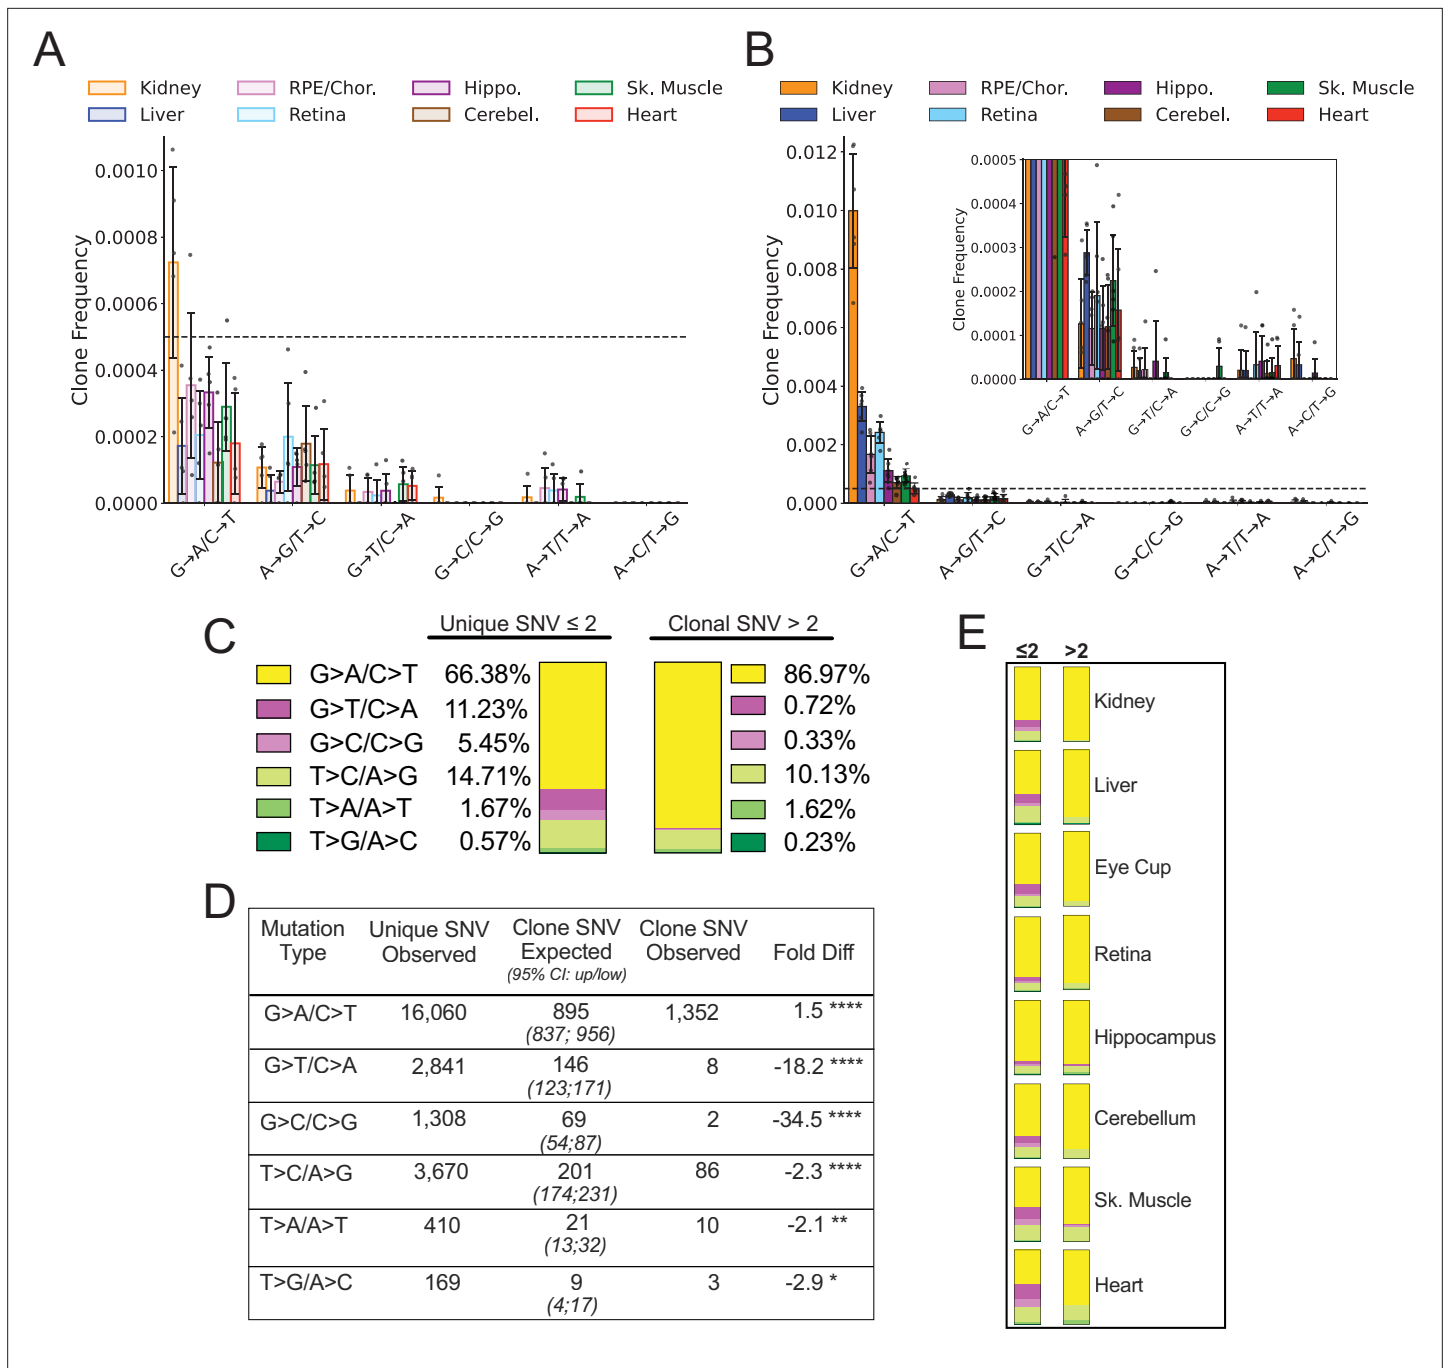 A
Kidney RPE/Chor. Hippo. Sk. Muscle
Liver Retina Cerebel. Heart
Clone Frequency
0.0010
0.0008
0.0006
0.0004
0.0002
0.0000
G→A/C→T A→G/T→C G→T/C→A G→C/C→G A→T/T→A A→C/T→G
B
Kidney RPE/Chor. Hippo. Sk. Muscle
Liver Retina Cerebel. Heart
Clone Frequency
0.012
0.010
0.008
0.006
0.004
0.002
0.000
G→A/C→T A→G/T→C G→T/C→A G→C/C→G A→T/T→A A→C/T→G
Clone Frequency
0.0005
0.0004
0.0003
0.0002
0.0001
0.0000
G→A/C→T A→G/T→C G→T/C→A G→C/C→G A→T/T→A A→C/T→G
C
Unique SNV ≤ 2 Clonal SNV > 2
G>A/C>T 66.38% 86.97%
G>T/C>A 11.23% 0.72%
G>C/C>G 5.45% 0.33%
T>C/A>G 14.71% 10.13%
T>A/A>T 1.67% 1.62%
T>G/A>C 0.57% 0.23%
D
Mutation Type Unique SNV Observed Clone SNV Expected (95% CI: up/low) Clone SNV Observed Fold Diff
G>A/C>T 16,060 895 1,352 1.5 ****
(837; 956)
G>T/C>A 2,841 146 8 -18.2 ****
(123;171)
G>C/C>G 1,308 69 2 -34.5 ****
(54;87)
T>C/A>G 3,670 201 86 -2.3 ****
(174;231)
T>A/A>T 410 21 10 -2.1 **
(13;32)
T>G/A>C 169 9 3 -2.9 *
(4;17)
E
≤2 >2
Kidney
Liver
Eye Cup
Retina
Hippocampus
Cerebellum
Sk. Muscle
Heart